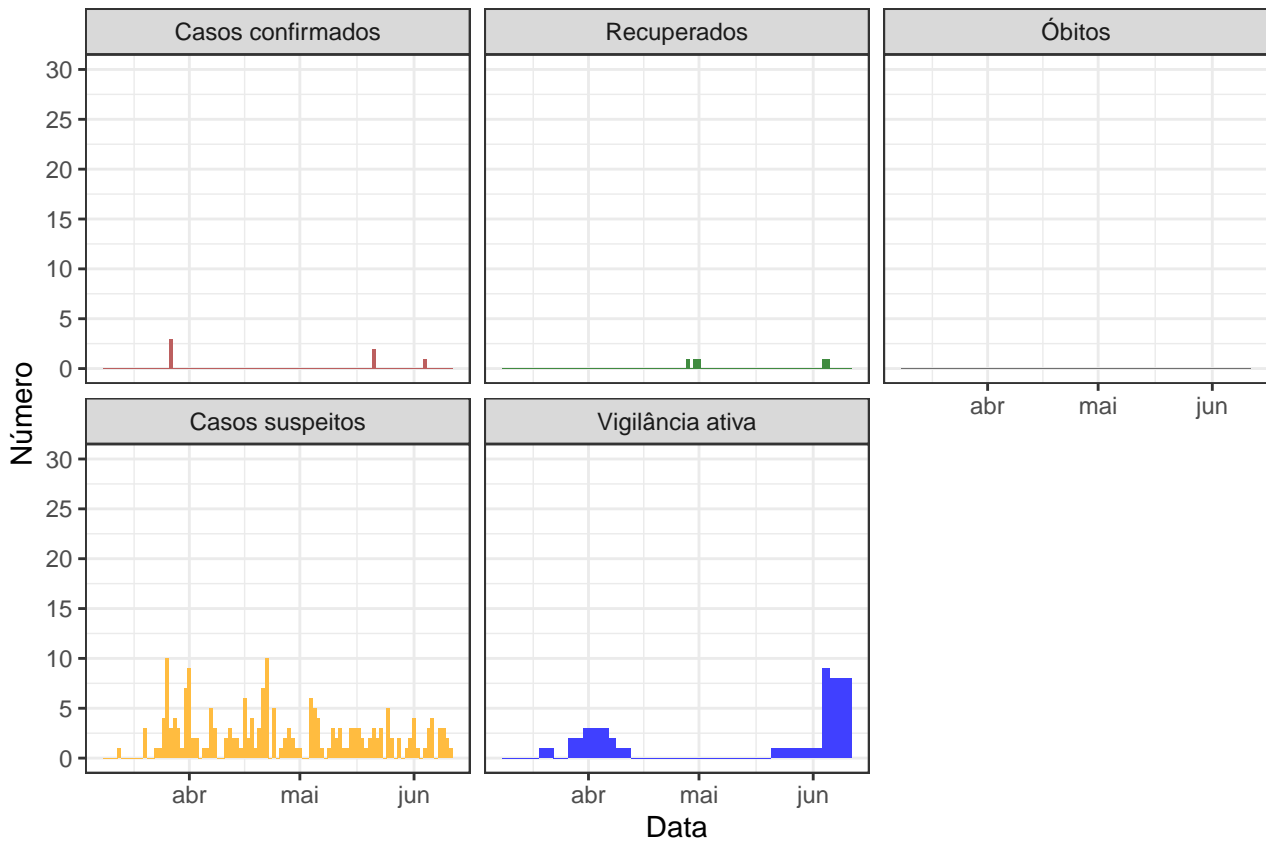 Casos confirmados
Recuperados
Óbitos
30
25
20
15
10
5
0
abr
mai
jun
Casos suspeitos
Vigilância ativa
30
25
20
15
10
5
0
abr
mai
jun
abr
mai
jun
Número
Data